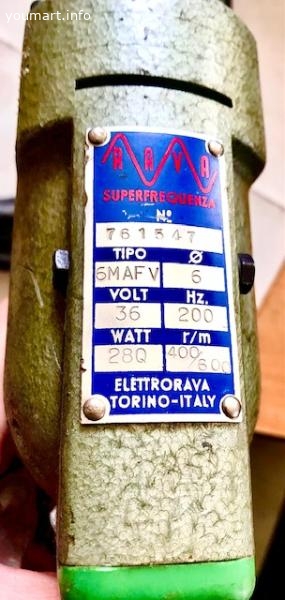 youmart.info
RAVA
SUPERFREQUENZA
No
761547
TIPO Ø
6MAFV 6
VOLT Hz.
36 200
WATT r/m
280 400/600
ELETTRORAVA
TORINO-ITALY